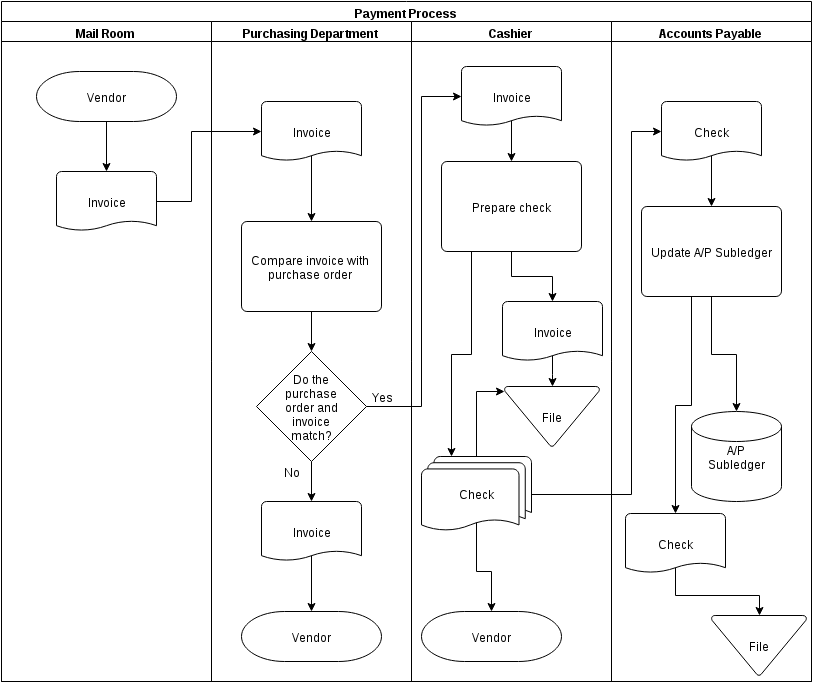 Payment Process
Mail Room
Purchasing Department
Cashier
Accounts Payable
Vendor
Invoice
Invoice
Compare invoice with
purchase order
Do the
purchase
order and
invoice
match?
Yes
No
Invoice
Vendor
Invoice
Prepare check
Invoice
File
Check
Vendor
Check
Update A/P Subledger
A/P
Subledger
Check
File